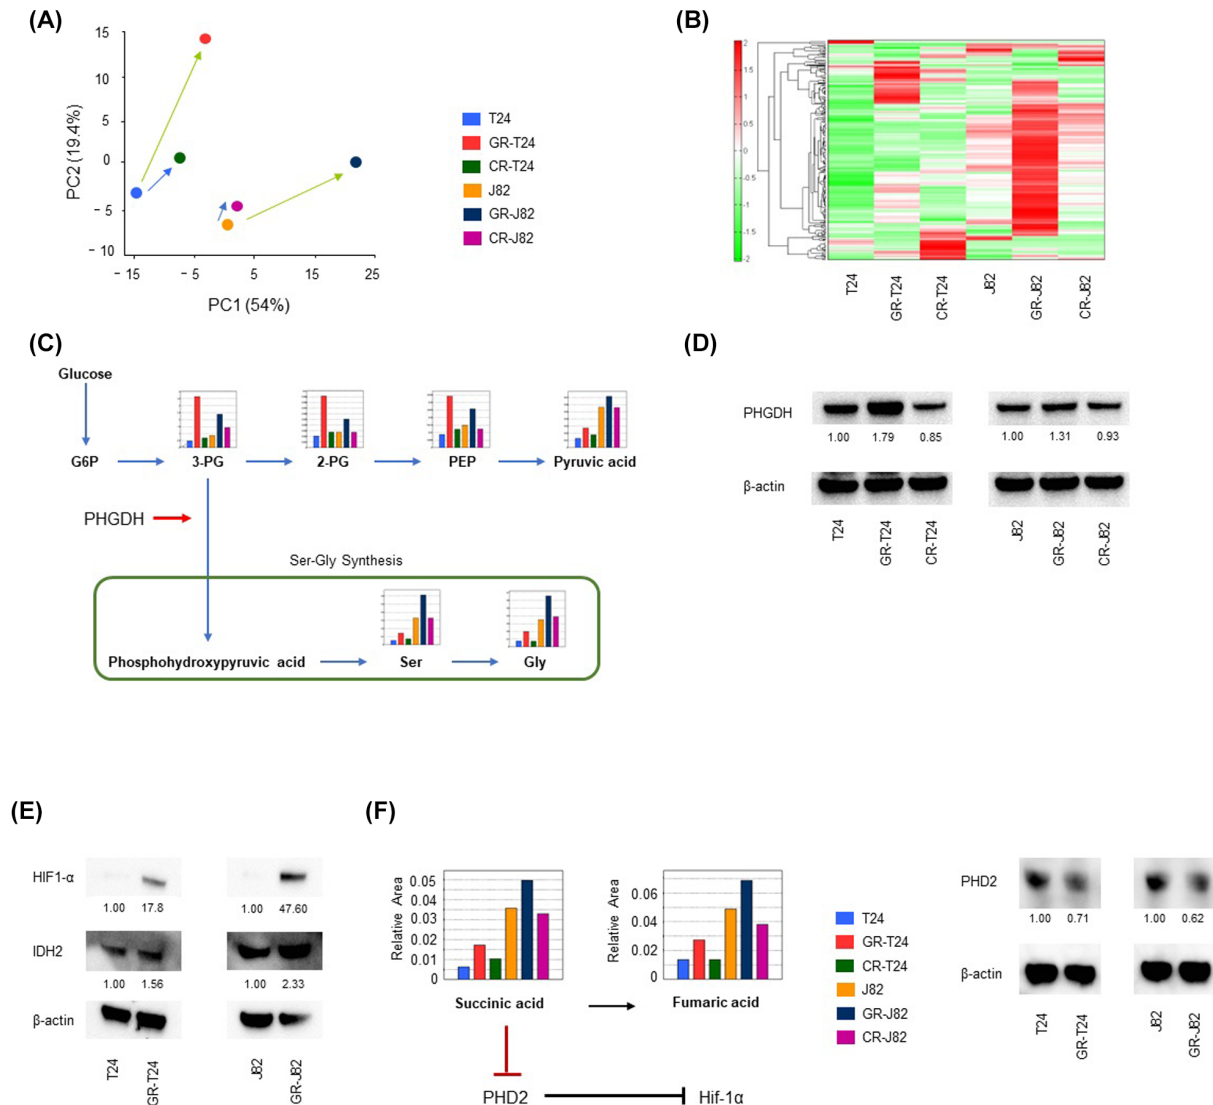 (A)
15
10
5
0
− 5
− 10
PC2 (19.4%)
− 15
− 5
5
15
25
PC1 (54%)
T24
GR-T24
CR-T24
J82
GR-J82
CR-J82
(B)
2
1
0
-1
-2
T24
GR-T24
CR-T24
J82
GR-J82
CR-J82
(C)
Glucose
G6P
3-PG
2-PG
PEP
Pyruvic acid
PHGDH
Ser-Gly Synthesis
Phosphohydroxypyruvic acid
Ser
Gly
(D)
PHGDH
1.00 1.79 0.85
1.00 1.31 0.93
β-actin
T24
GR-T24
CR-T24
J82
GR-J82
CR-J82
(E)
HIF1-α
1.00 17.8
1.00 47.60
IDH2
1.00 1.56
1.00 2.33
β-actin
T24
GR-T24
J82
GR-J82
(F)
Relative Area
0.05
0.04
0.03
0.02
0.01
0
Succinic acid
Relative Area
0.06
0.04
0.02
0
Fumaric acid
PHD2
Hif-1α
T24
GR-T24
CR-T24
J82
GR-J82
CR-J82
PHD2
1.00 0.71
1.00 0.62
β-actin
T24
GR-T24
J82
GR-J82